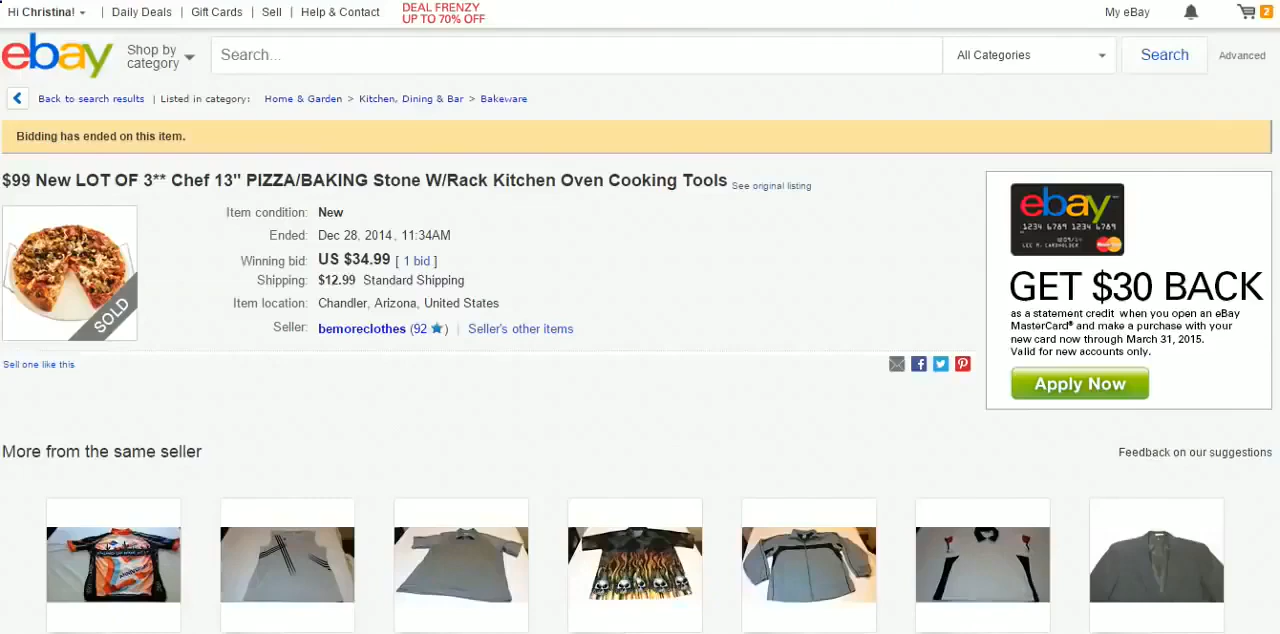 Hi Christina! | Daily Deals | Gift Cards | Sell | Help & Contact
DEAL FRENZY
UP TO 70% OFF
My eBay
2
ebay
Shop by
category
Search...
All Categories
Search
Advanced
Back to search results | Listed in category: Home & Garden > Kitchen, Dining & Bar > Bakeware
Bidding has ended on this item.
$99 New LOT OF 3** Chef 13" PIZZA/BAKING Stone W/Rack Kitchen Oven Cooking Tools See original listing
SOLD
Item condition: New
Ended: Dec 28, 2014 , 11:34AM
Winning bid: US $34.99 [ 1 bid ]
Shipping: $12.99 Standard Shipping
Item location: Chandler, Arizona, United States
Seller: bemoreclothes (92 ) | Seller's other items
Sell one like this
ebay
1234 6789 1234 6789
LEE M. CARDHOLDER
MasterCard
GET $30 BACK
as a statement credit when you open an eBay
MasterCard® and make a purchase with your
new card now through March 31, 2015.
Valid for new accounts only.
Apply Now
More from the same seller
Feedback on our suggestions